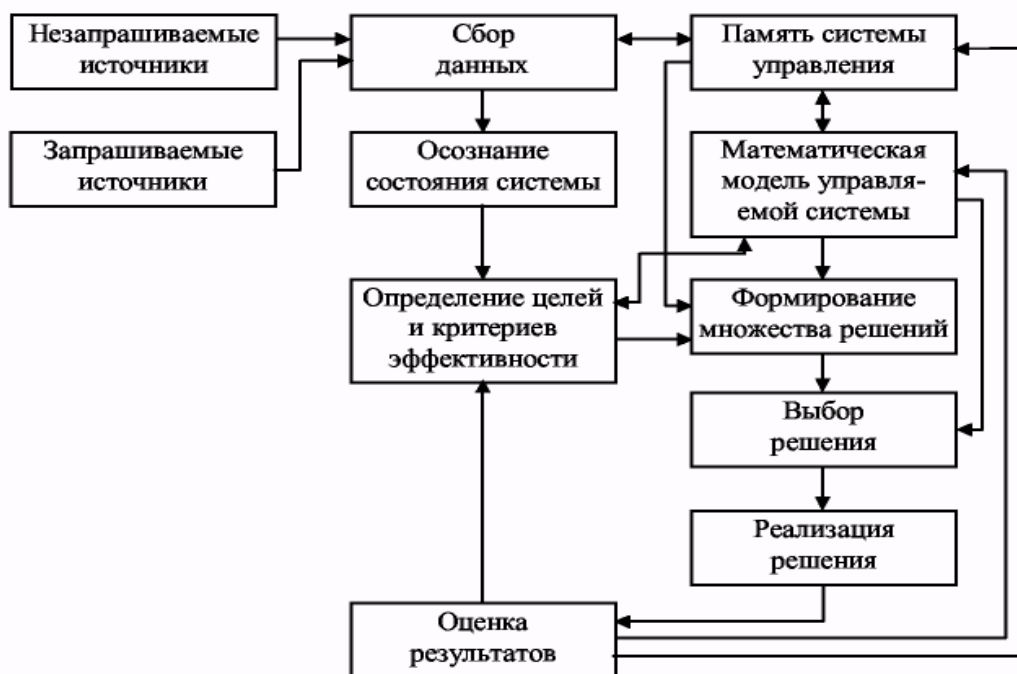 Незапрашиваемые
источники
Сбор
данных
Память системы
управления
Запрашиваемые
источники
Осознание
состояния системы
Математическая
модель управля-
емой системы
Определение целей
и критериев
эффективности
Формирование
множества решений
Выбор
решения
Реализация
решения
Оценка
результатов